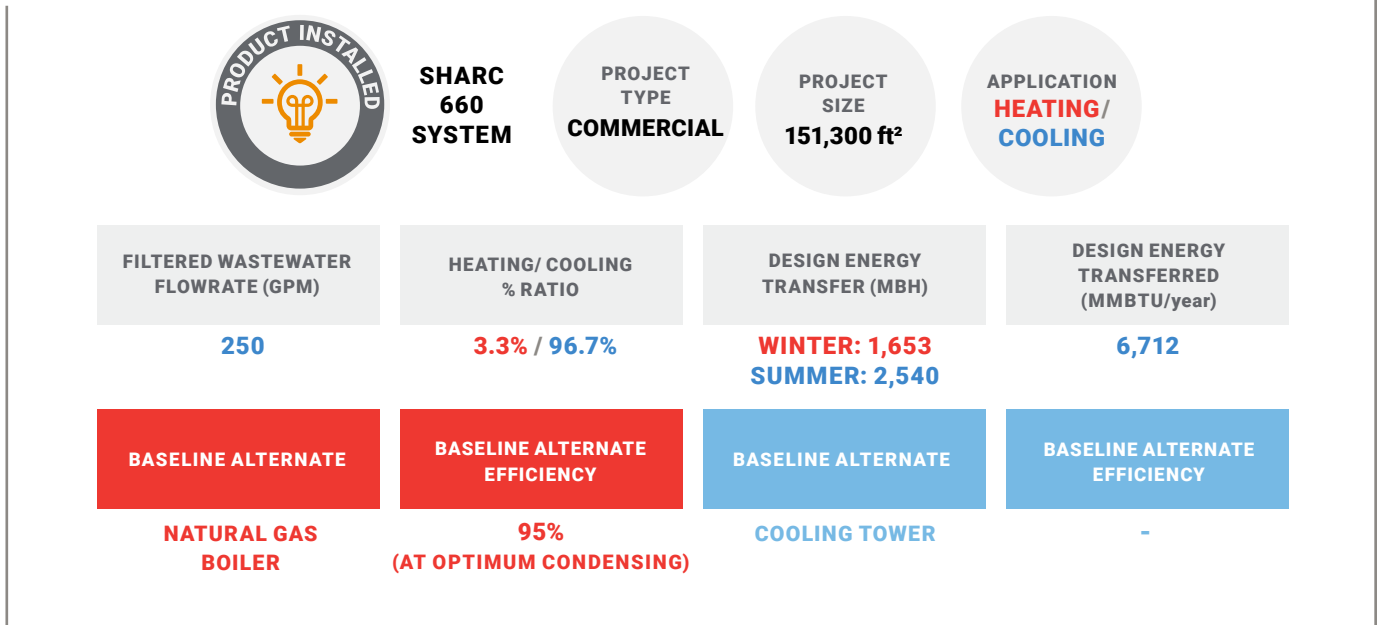 PRODUCT INSTALLED
SHARC
660
SYSTEM
PROJECT
TYPE
COMMERCIAL
PROJECT
SIZE
151,300 ft²
APPLICATION
HEATING/
COOLING
FILTERED WASTEWATER
FLOWRATE (GPM)
250
HEATING/ COOLING
% RATIO
3.3% / 96.7%
DESIGN ENERGY
TRANSFER (MBH)
WINTER: 1,653
SUMMER: 2,540
DESIGN ENERGY
TRANSFERRED
(MMBTU/year)
6,712
BASELINE ALTERNATE
NATURAL GAS
BOILER
BASELINE ALTERNATE
EFFICIENCY
95%
(AT OPTIMUM CONDENSING)
BASELINE ALTERNATE
COOLING TOWER
BASELINE ALTERNATE
EFFICIENCY
-